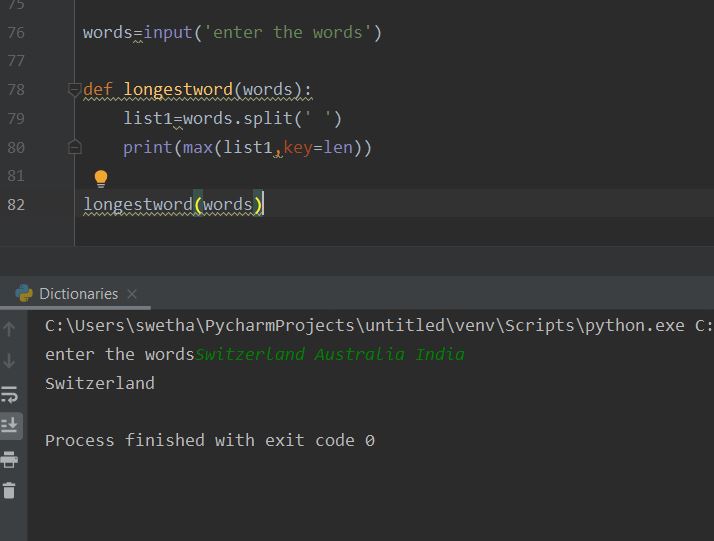 75
76 words=input('enter the words')
77
78 def longestword(words):
79     list1=words.split(' ')
80     print(max(list1,key=len))
81
82 longestword(words)
Dictionaries
C:\Users\swetha\PycharmProjects\untitled\venv\Scripts\python.exe C:
enter the wordsSwitzerland Australia India
Switzerland
Process finished with exit code 0